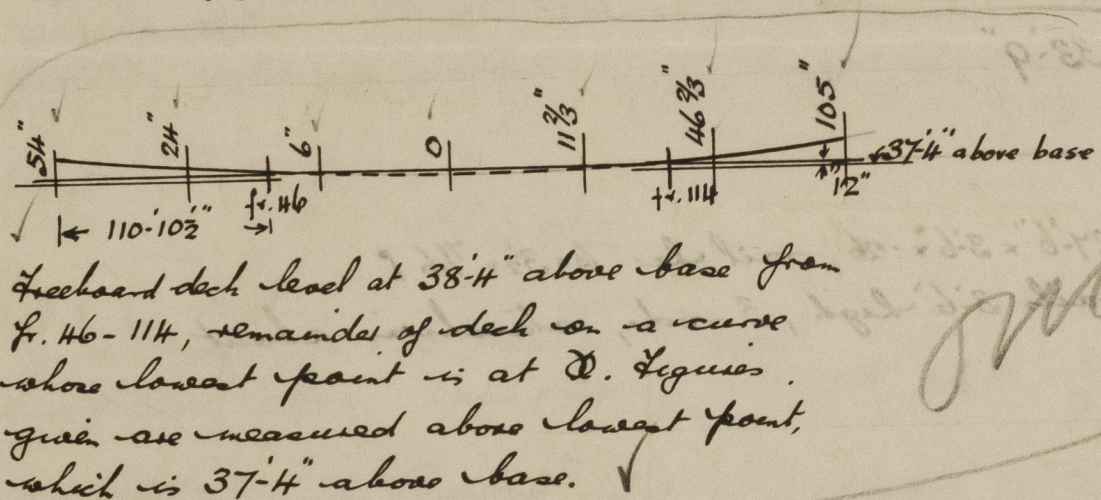 54" 24" 6" 0 11 2/3" 46 2/3" 105"
37'-4" above base
12"
fr. 46
fr. 114
110'-10½"
Freeboard deck level at 38'-4" above base from
fr. 46-114, remainder of deck on a curve
whose lowest point is at ⦻. Figures
given are measured above lowest point,
which is 37'-4" above base.